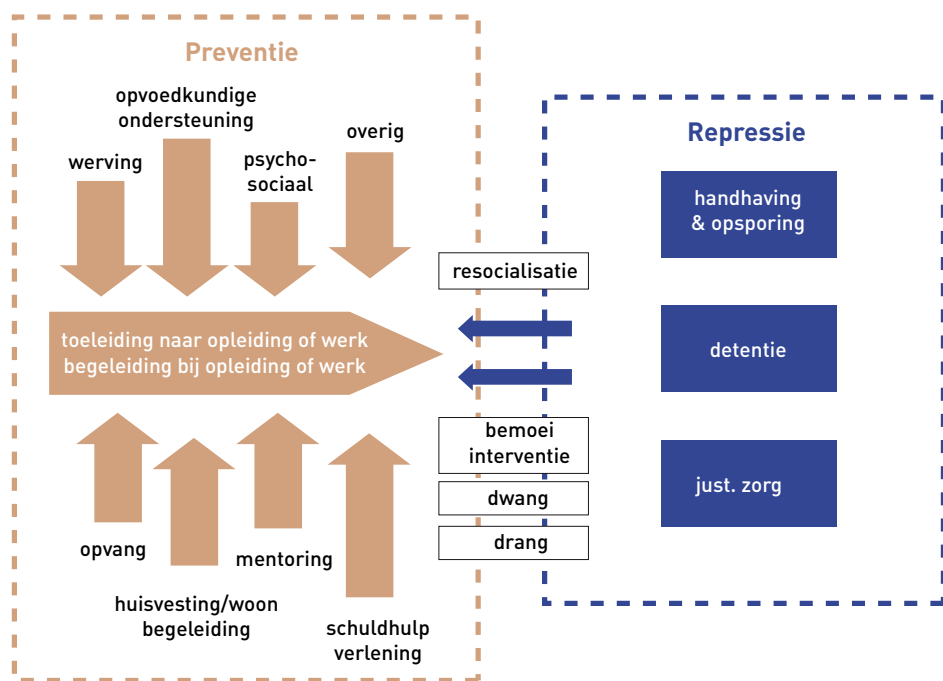 Preventie
opvoedkundige
ondersteuning
werving
psycho-
sociaal
overig
toeleiding naar opleiding of werk
begeleiding bij opleiding of werk
opvang
huisvesting/woon
begeleiding
mentoring
schuldhulp
verlening
resocialisatie
bemoei
interventie
dwang
drang
Repressie
handhaving
& opsporing
detentie
just. zorg